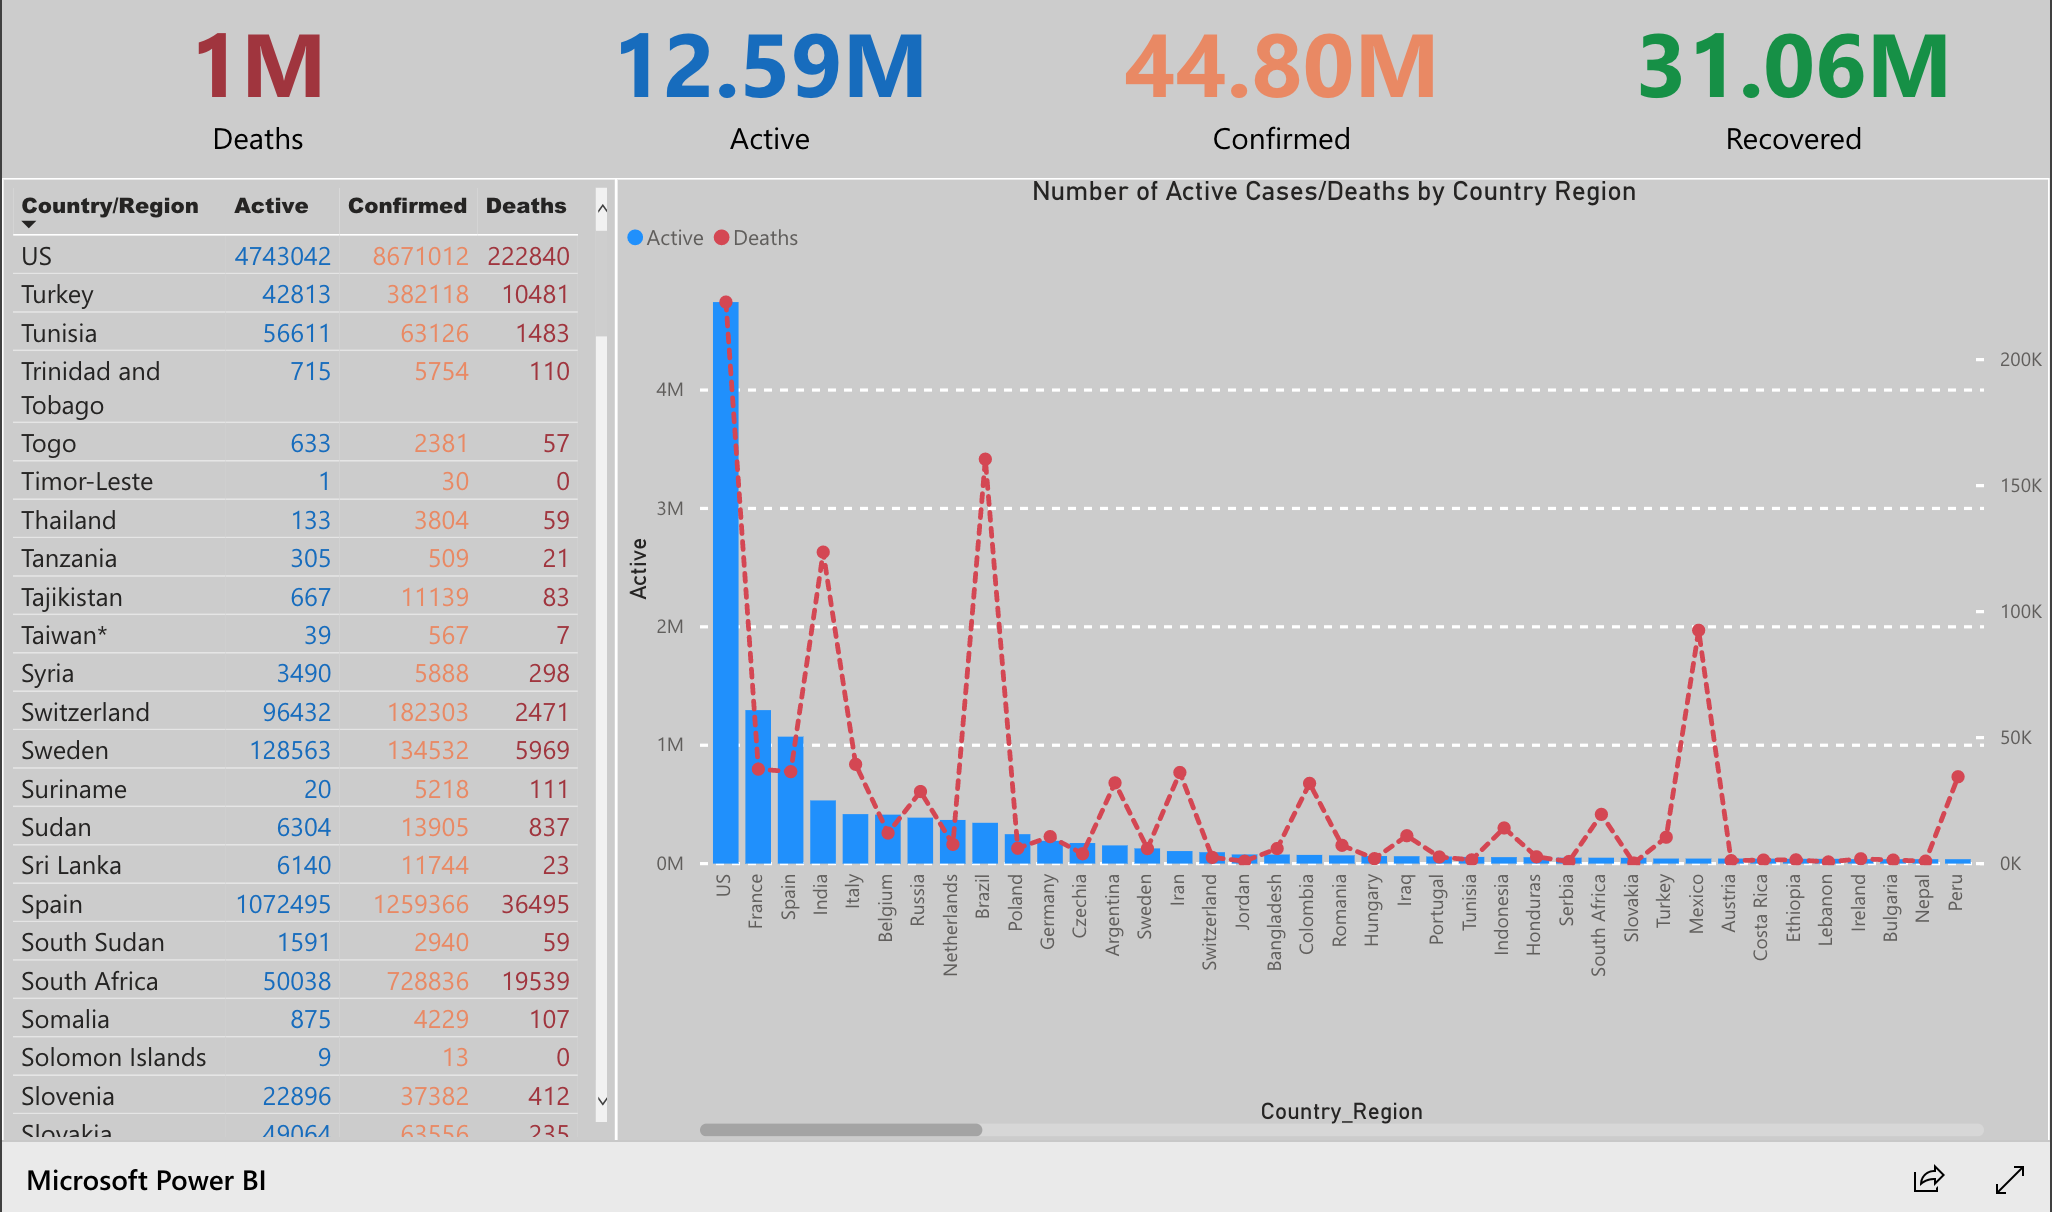 1M
Deaths
12.59M
Active
44.80M
Confirmed
31.06M
Recovered
Country/Region Active Confirmed Deaths
US 4743042 8671012 222840
Turkey 42813 382118 10481
Tunisia 56611 63126 1483
Trinidad and 715 5754 110
Tobago
Togo 633 2381 57
Timor-Leste 1 30 0
Thailand 133 3804 59
Tanzania 305 509 21
Tajikistan 667 11139 83
Taiwan* 39 567 7
Syria 3490 5888 298
Switzerland 96432 182303 2471
Sweden 128563 134532 5969
Suriname 20 5218 111
Sudan 6304 13905 837
Sri Lanka 6140 11744 23
Spain 1072495 1259366 36495
South Sudan 1591 2940 59
South Africa 50038 728836 19539
Somalia 875 4229 107
Solomon Islands 9 13 0
Slovenia 22896 37382 412
Slovakia 49064 63556 235
Number of Active Cases/Deaths by Country Region
Active Deaths
4M
3M
2M
1M
0M
Active
200K
150K
100K
50K
0K
US
France
Spain
India
Italy
Belgium
Russia
Netherlands
Brazil
Poland
Germany
Czechia
Argentina
Sweden
Iran
Switzerland
Jordan
Bangladesh
Colombia
Romania
Hungary
Iraq
Portugal
Tunisia
Indonesia
Honduras
Serbia
South Africa
Slovakia
Turkey
Mexico
Austria
Costa Rica
Ethiopia
Lebanon
Ireland
Bulgaria
Nepal
Peru
Country_Region
Microsoft Power BI